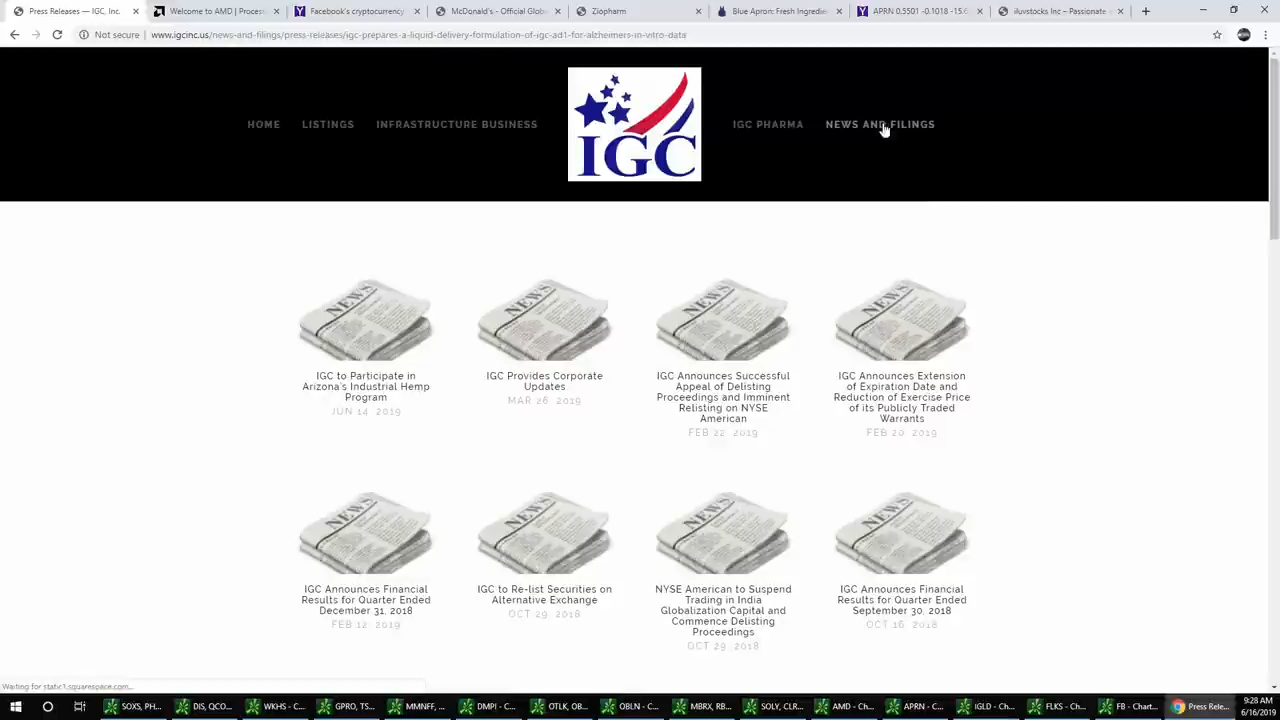 Press Releases — IGC, Inc.
Welcome to AMD | Process
Facebook's cryptocurrency
McDonald's - Official Globa
Ziopharm
Blue Apron: Fresh Ingredien
APRN 0.5501 -0.1018 -15.6
iluvstocks Inc – Passionate
Not secure | www.igcinc.us/news-and-filings/press-releases/igc-prepares-a-liquid-delivery-formulation-of-igc-ad1-for-alzheimers-in-vitro-data
HOME LISTINGS INFRASTRUCTURE BUSINESS IGC IGC PHARMA NEWS AND FILINGS
NEWS NEWS NEWS NEWS
IGC to Participate in
Arizona's Industrial Hemp
Program
JUN 14, 2019
IGC Provides Corporate
Updates
MAR 26, 2019
IGC Announces Successful
Appeal of Delisting
Proceedings and Imminent
Relisting on NYSE
American
FEB 22, 2019
IGC Announces Extension
of Expiration Date and
Reduction of Exercise Price
of its Publicly Traded
Warrants
FEB 20, 2019
NEWS NEWS NEWS NEWS
IGC Announces Financial
Results for Quarter Ended
December 31, 2018
FEB 12, 2019
IGC to Re-list Securities on
Alternative Exchange
OCT 29, 2018
NYSE American to Suspend
Trading in India
Globalization Capital and
Commence Delisting
Proceedings
OCT 29, 2018
IGC Announces Financial
Results for Quarter Ended
September 30, 2018
OCT 16, 2018
Waiting for static1.squarespace.com...
SOXS, PH... DIS, QCO... WKHS - C... GPRO, TS... MMNFF, ... DMPI - C... OTLK, OB... OBLN - C... MBRX, RB... SOLY, CLR... AMD - Ch... APRN - C... IGLD - C... FLKS - C... FB - Chart... Press Rele...
9:28 AM
6/16/2019